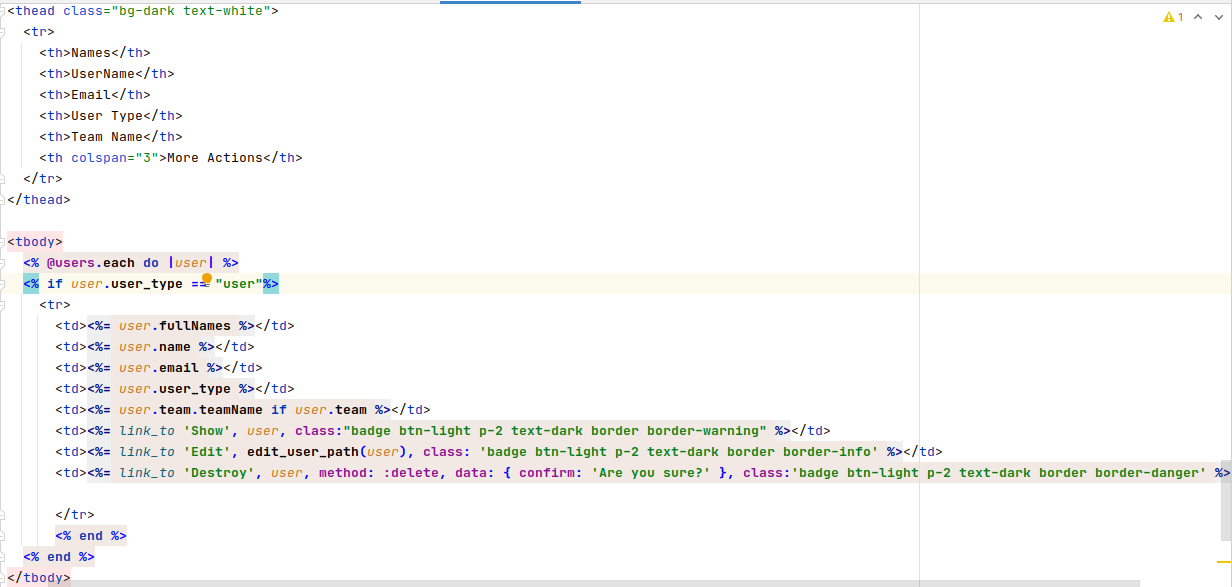 <thead class="bg-dark text-white">
<tr>
<th>Names</th>
<th>UserName</th>
<th>Email</th>
<th>User Type</th>
<th>Team Name</th>
<th colspan="3">More Actions</th>
</tr>
</thead>
<tbody>
<% @users.each do |user| %>
<% if user.user_type == "user"%>
<tr>
<td><%= user.fullNames %></td>
<td><%= user.name %></td>
<td><%= user.email %></td>
<td><%= user.user_type %></td>
<td><%= user.team.teamName if user.team %></td>
<td><%= link_to 'Show', user, class:"badge btn-light p-2 text-dark border border-warning" %></td>
<td><%= link_to 'Edit', edit_user_path(user), class: 'badge btn-light p-2 text-dark border border-info' %></td>
<td><%= link_to 'Destroy', user, method: :delete, data: { confirm: 'Are you sure?' }, class:'badge btn-light p-2 text-dark border border-danger' %>
</tr>
<% end %>
<% end %>
</tbody>
1